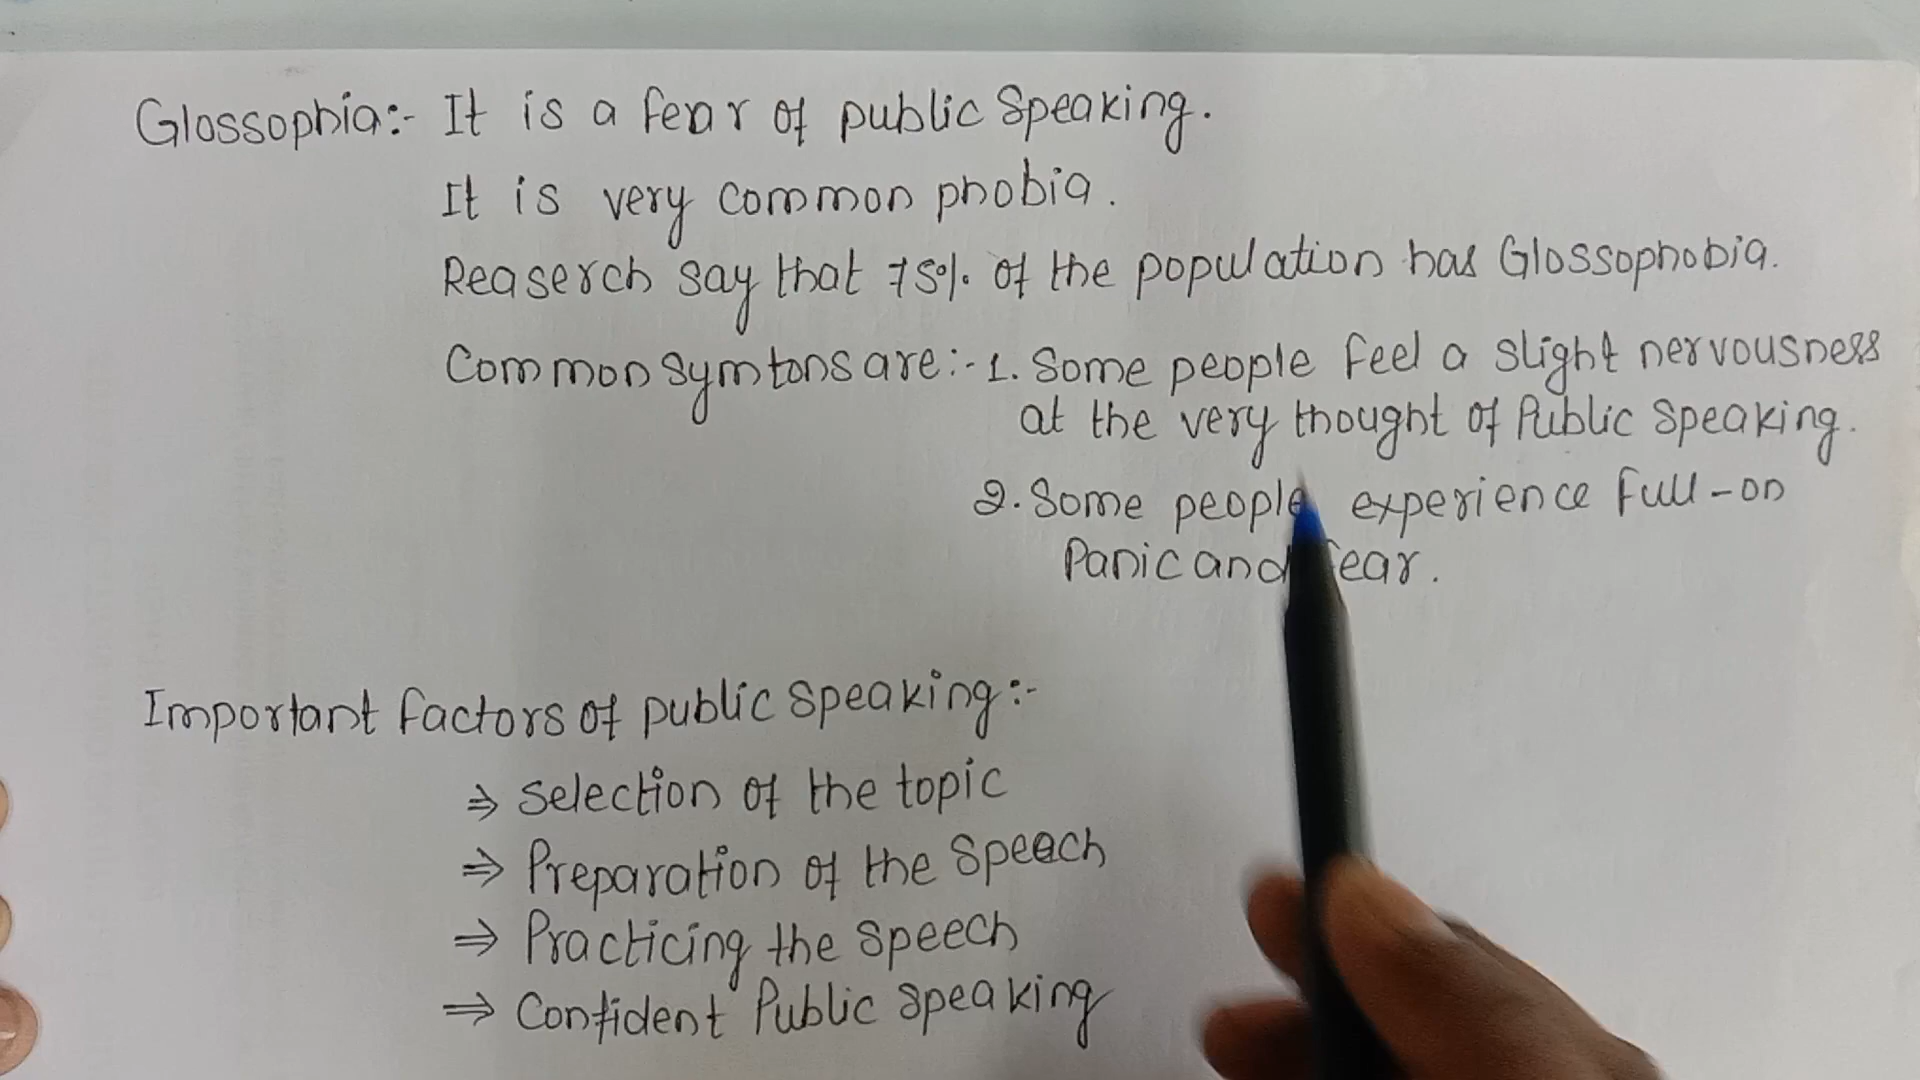 Glossophia:- It is a fear of public speaking.
It is very common phobia.
Reaserch say that 75% of the population has Glossophobia.
Common symtons are:- 1. Some people feel a slight nervousness
at the very thought of Public speaking.
2. Some people experience full-on
Panic and fear.
Important factors of public speaking:-
⇒ Selection of the topic
⇒ Preparation of the speech
⇒ Practicing the speech
⇒ Confident Public speaking